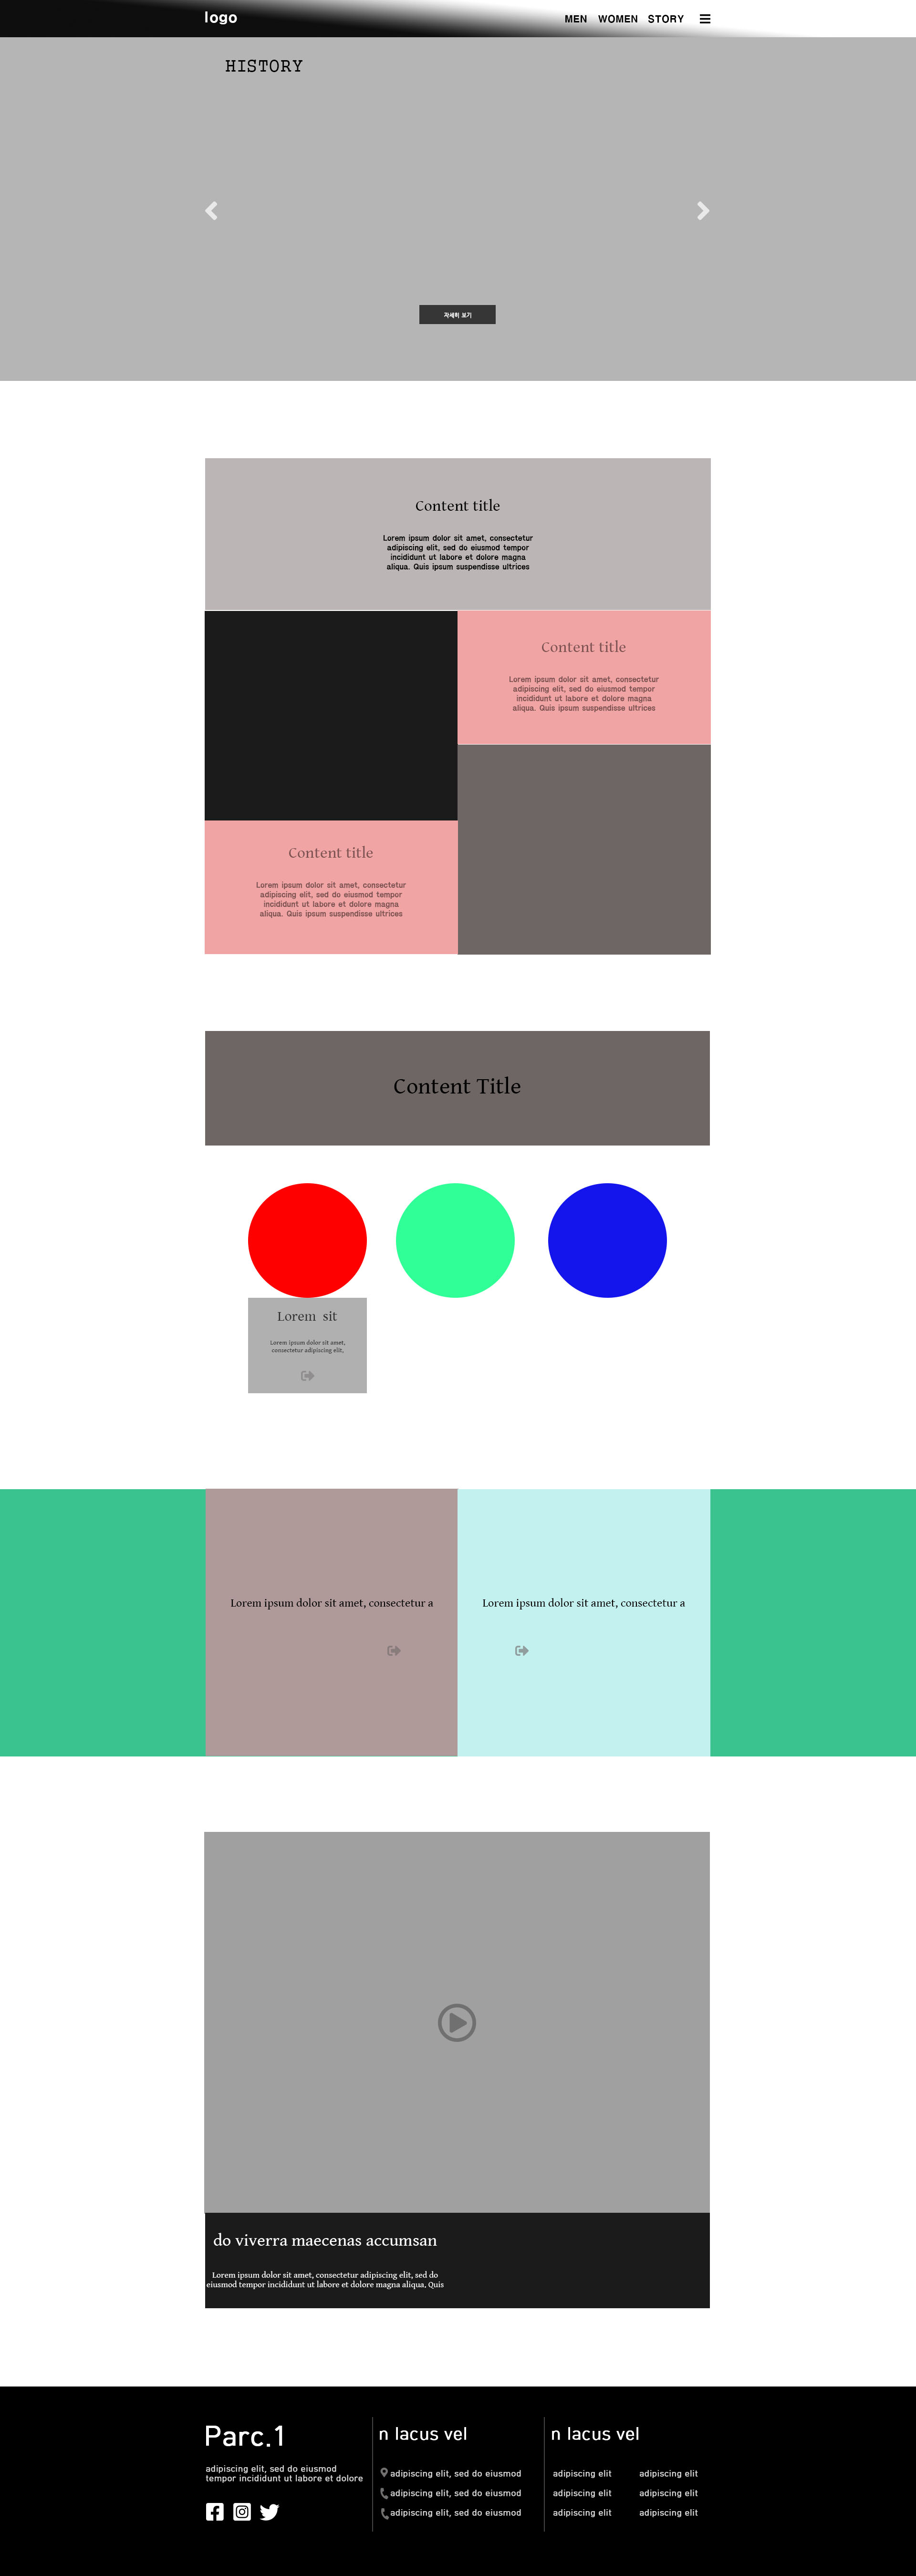 logo
MEN WOMEN STORY
HISTORY
자세히 보기
Content title
Lorem ipsum dolor sit amet, consectetur
adipiscing elit, sed do eiusmod tempor
incididunt ut labore et dolore magna
aliqua. Quis ipsum suspendisse ultrices
Content title
Lorem ipsum dolor sit amet, consectetur
adipiscing elit, sed do eiusmod tempor
incididunt ut labore et dolore magna
aliqua. Quis ipsum suspendisse ultrices
Content title
Lorem ipsum dolor sit amet, consectetur
adipiscing elit, sed do eiusmod tempor
incididunt ut labore et dolore magna
aliqua. Quis ipsum suspendisse ultrices
Content Title
Lorem sit
Lorem ipsum dolor sit amet,
consectetur adipiscing elit,
Lorem ipsum dolor sit amet, consectetur a
Lorem ipsum dolor sit amet, consectetur a
do viverra maecenas accumsan
Lorem ipsum dolor sit amet, consectetur adipiscing elit, sed do
eiusmod tempor incididunt ut labore et dolore magna aliqua. Quis
Parc.1
adipiscing elit, sed do eiusmod
tempor incididunt ut labore et dolore
n lacus vel
adipiscing elit, sed do eiusmod
adipiscing elit, sed do eiusmod
adipiscing elit, sed do eiusmod
n lacus vel
adipiscing elit adipiscing elit
adipiscing elit adipiscing elit
adipiscing elit adipiscing elit